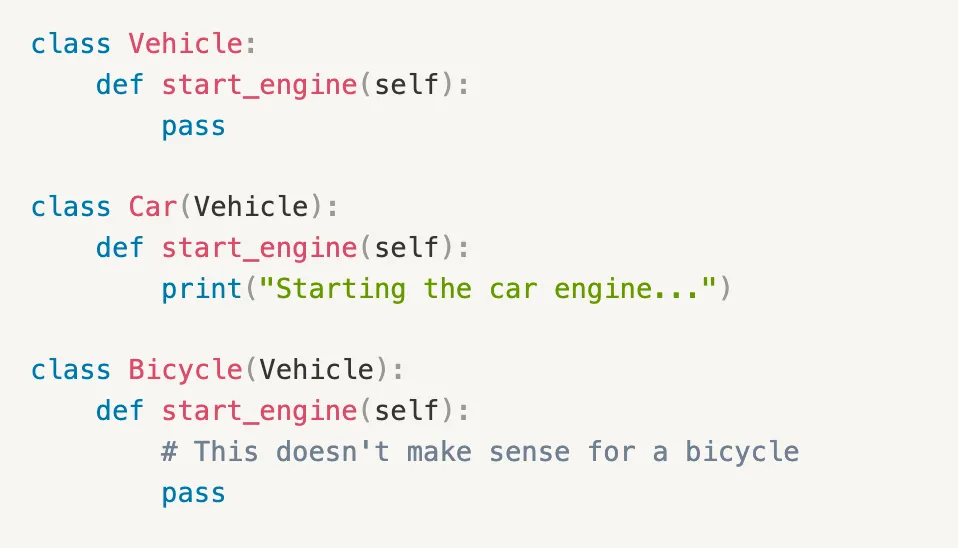 class Vehicle:
    def start_engine(self):
        pass

class Car(Vehicle):
    def start_engine(self):
        print("Starting the car engine...")

class Bicycle(Vehicle):
    def start_engine(self):
        # This doesn't make sense for a bicycle
        pass